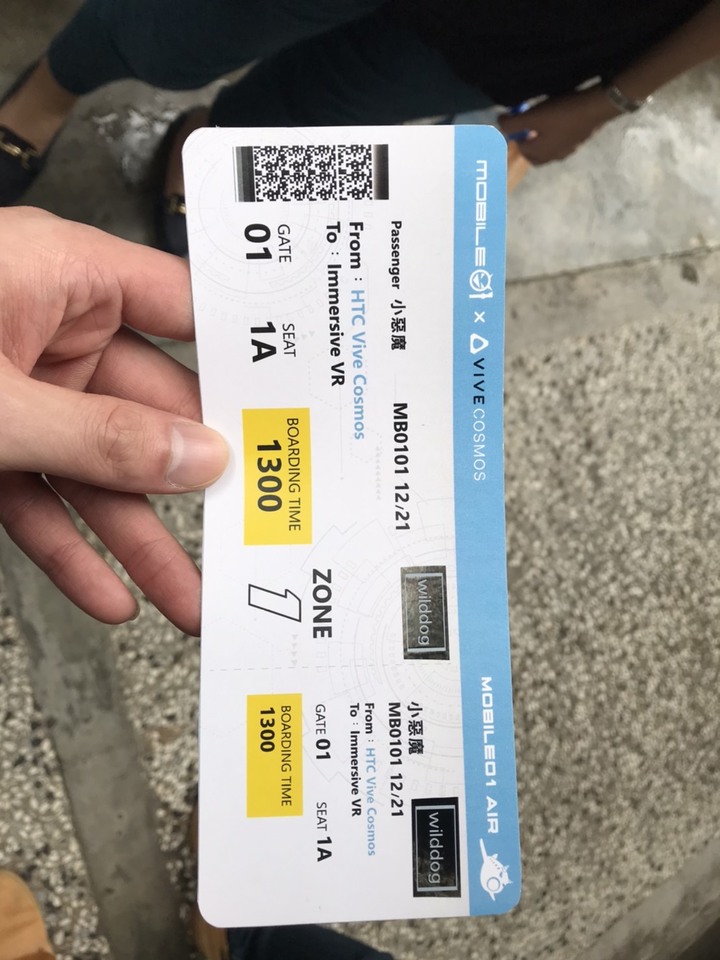 MOBILE01 × VIVE COSMOS
Passenger 小惡魔 MB0101 12/21
wilddog
From：HTC Vive Cosmos
To：Immersive VR
GATE
01
SEAT
1A
BOARDING TIME
1300
ZONE
1
MOBILE01 AIR
小惡魔
MB0101 12/21
wilddog
From：HTC Vive Cosmos
To：Immersive VR
GATE 01 SEAT 1A
BOARDING TIME
1300